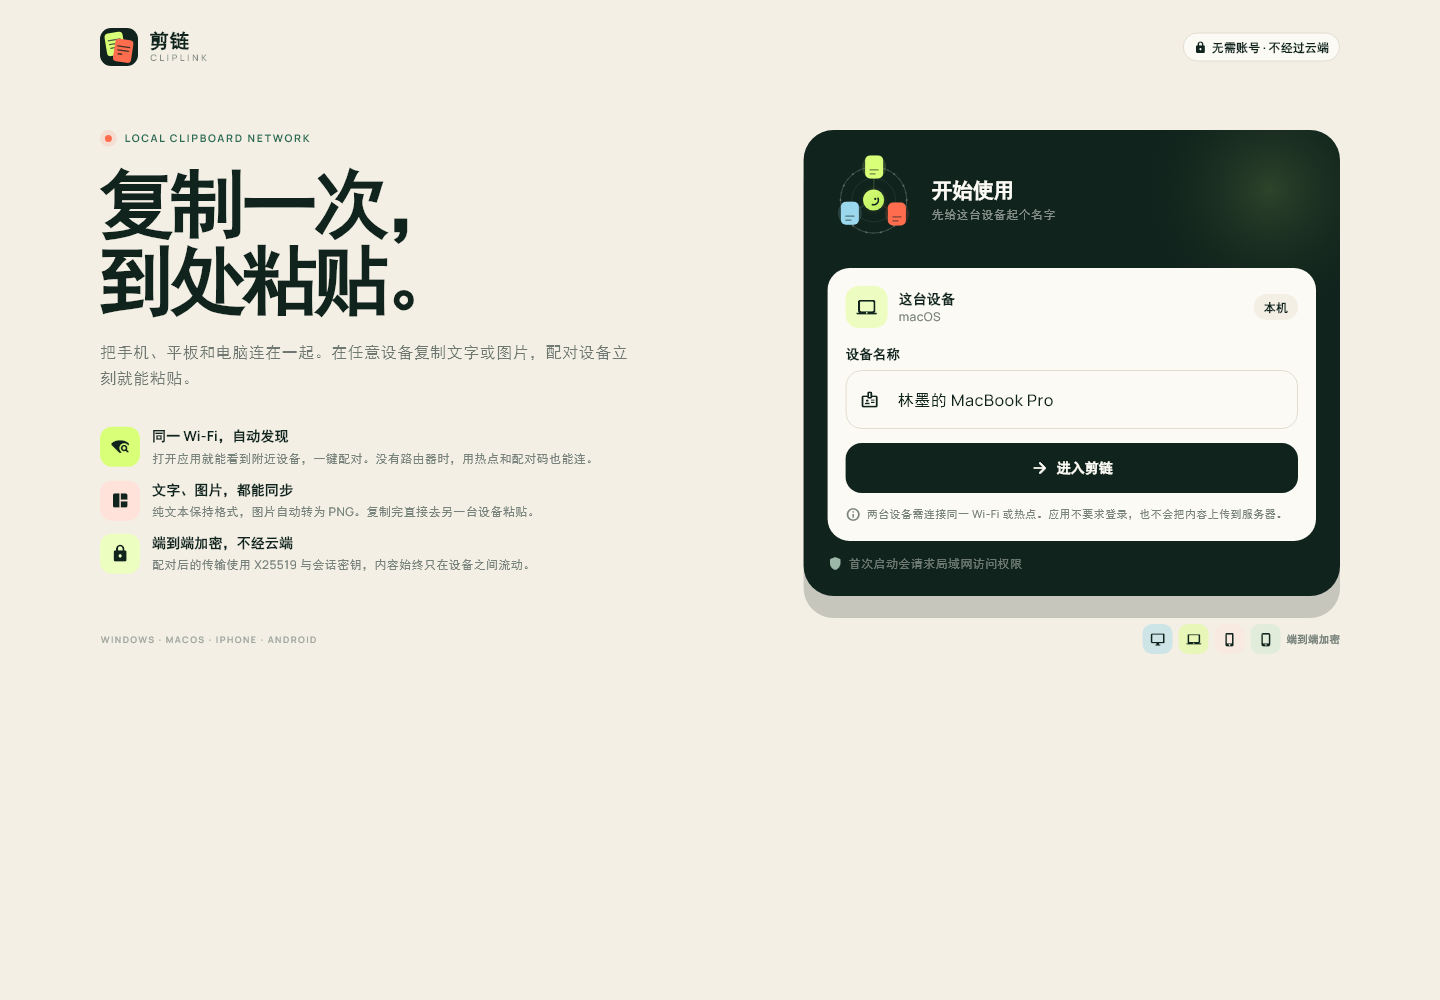 剪链
CLIPLINK
无需账号 · 不经过云端
LOCAL CLIPBOARD NETWORK
复制一次，
到处粘贴。
把手机、平板和电脑连在一起。在任意设备复制文字或图片，配对设备立
刻就能粘贴。
同一 Wi-Fi，自动发现
打开应用就能看到附近设备，一键配对。没有路由器时，用热点和配对码也能连。
文字、图片，都能同步
纯文本保持格式，图片自动转为 PNG。复制完直接去另一台设备粘贴。
端到端加密，不经云端
配对后的传输使用 X25519 与会话密钥，内容始终只在设备之间流动。
WINDOWS · MACOS · IPHONE · ANDROID
开始使用
先给这台设备起个名字
这台设备
macOS
本机
设备名称
林墨的 MacBook Pro
进入剪链
两台设备需连接同一 Wi-Fi 或热点。应用不要求登录，也不会把内容上传到服务器。
首次启动会请求局域网访问权限
端到端加密